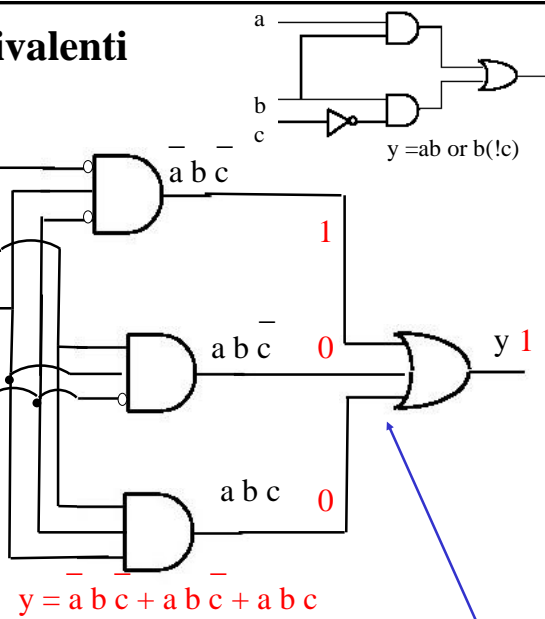 ivalenti
a
b
c
y =ab or b(!c)
a̅ b c̅
1
a b c̅
0
y 1
a b c
0
y = a̅ b c̅ + a b c̅ + a b c